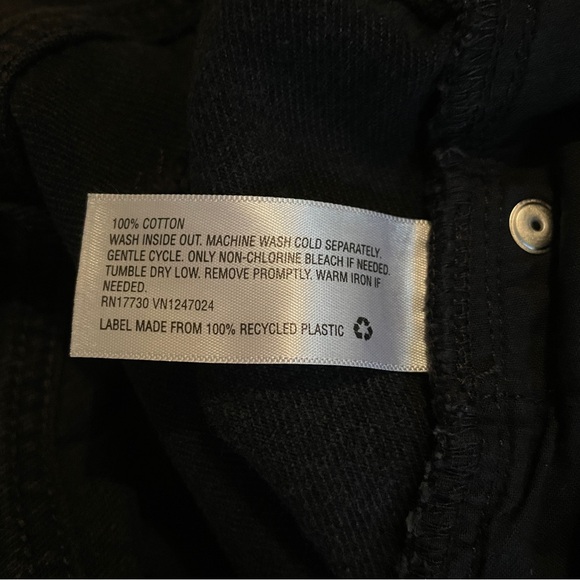 100% COTTON
WASH INSIDE OUT. MACHINE WASH COLD SEPARATELY.
GENTLE CYCLE. ONLY NON-CHLORINE BLEACH IF NEEDED.
TUMBLE DRY LOW. REMOVE PROMPTLY. WARM IRON IF
NEEDED.
RN17730 VN1247024
LABEL MADE FROM 100% RECYCLED PLASTIC